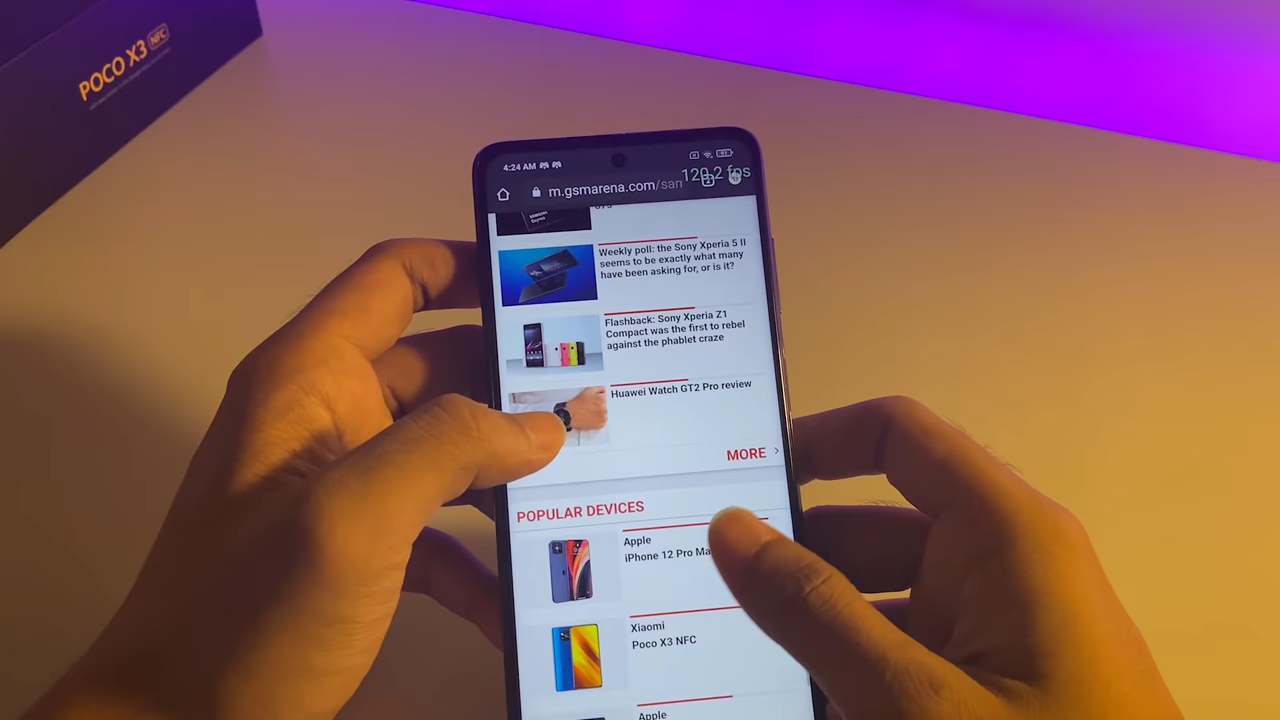 POCO X3 NFC
4:24 AM
91
120.2 fps
m.gsmarena.com/san
2
Weekly poll: the Sony Xperia 5 II
seems to be exactly what many
have been asking for, or is it?
Flashback: Sony Xperia Z1
Compact was the first to rebel
against the phablet craze
Huawei Watch GT2 Pro review
MORE
POPULAR DEVICES
Apple
iPhone 12 Pro Ma
Xiaomi
Poco X3 NFC
Apple